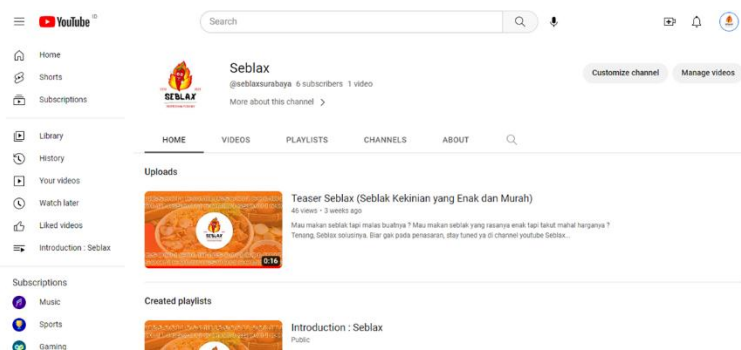 YouTube ID
Search
Home
Shorts
Subscriptions
Library
History
Your videos
Watch later
Liked videos
Introduction : Seblax
Subscriptions
Music
Sports
Gaming
SEBLAX
Seblax
@seblaxsurabaya 6 subscribers 1 video
More about this channel
Customize channel
Manage videos
HOME VIDEOS PLAYLISTS CHANNELS ABOUT
Uploads
SEBLAX
0:16
Teaser Seblax (Seblak Kekinian yang Enak dan Murah)
46 views • 3 weeks ago
Mau makan seblak tapi malas buatnya ? Mau makan seblak yang rasanya enak tapi takut mahal harganya ?
Tenang, Seblax solusinya. Biar gak pada penasaran, stay tuned ya di channel youtube Seblax...
Created playlists
Introduction : Seblax
Public